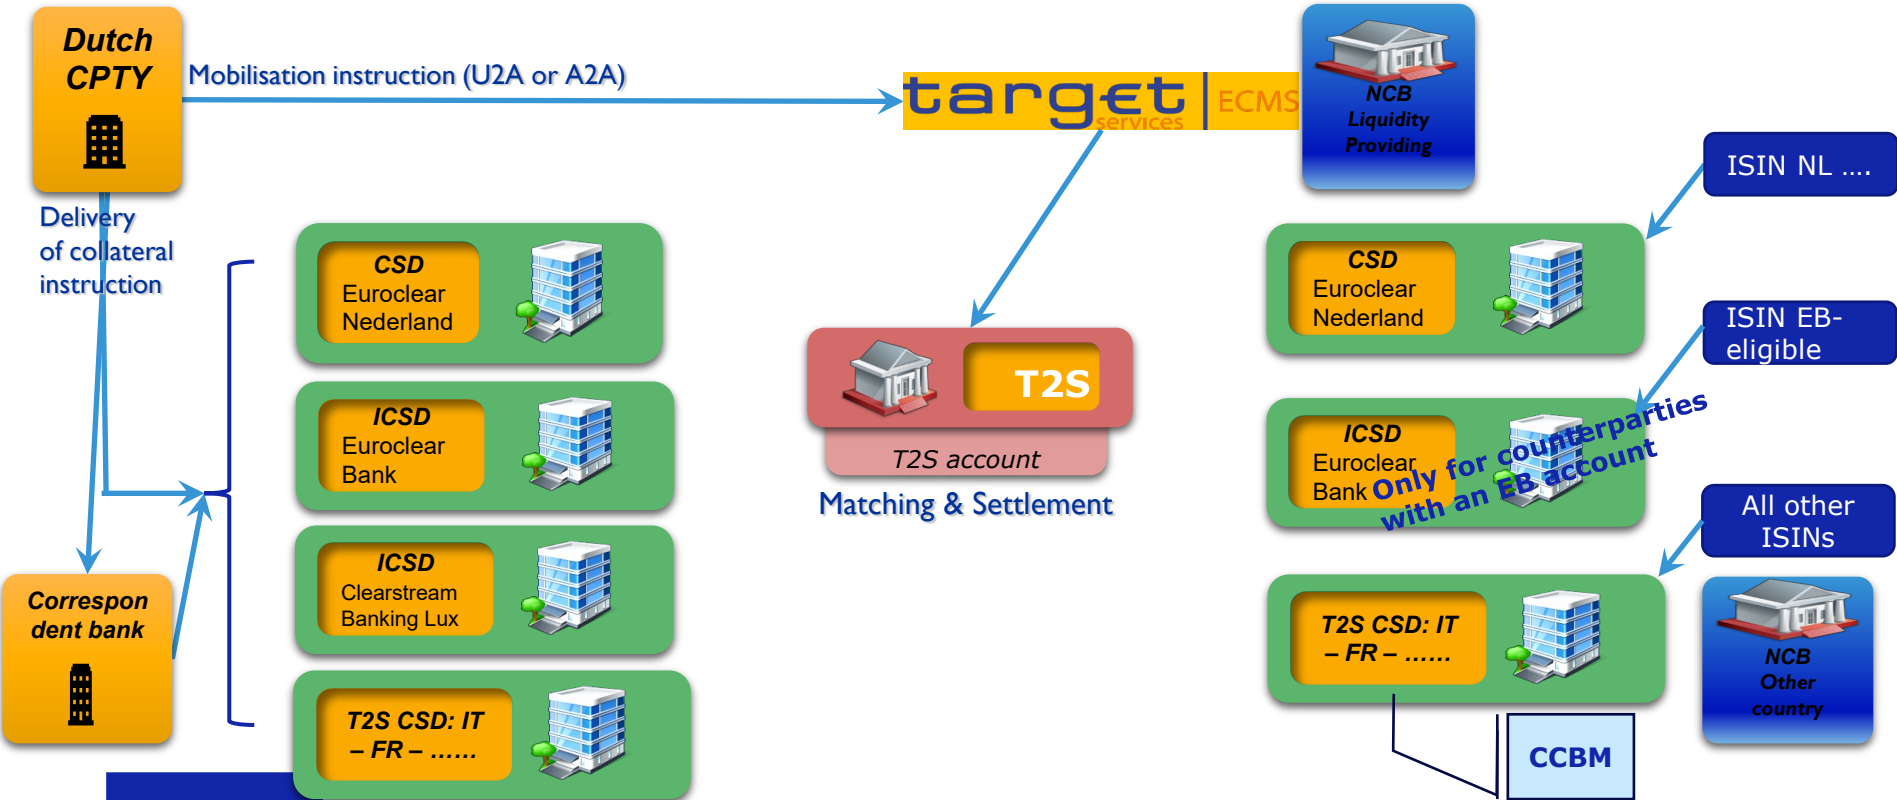 Dutch
CPTY
Mobilisation instruction (U2A or A2A)
target
services
ECMS
NCB
Liquidity
Providing
ISIN NL ....
Delivery
of collateral
instruction
CSD
Euroclear
Nederland
CSD
Euroclear
Nederland
ISIN EB-
eligible
T2S
T2S account
Matching & Settlement
ICSD
Euroclear
Bank
ICSD
Euroclear
Bank
Only for counterparties
with an EB account
All other
ISINs
ICSD
Clearstream
Banking Lux
Correspon
dent bank
T2S CSD: IT
– FR – ……
T2S CSD: IT
– FR – ……
NCB
Other
country
CCBM